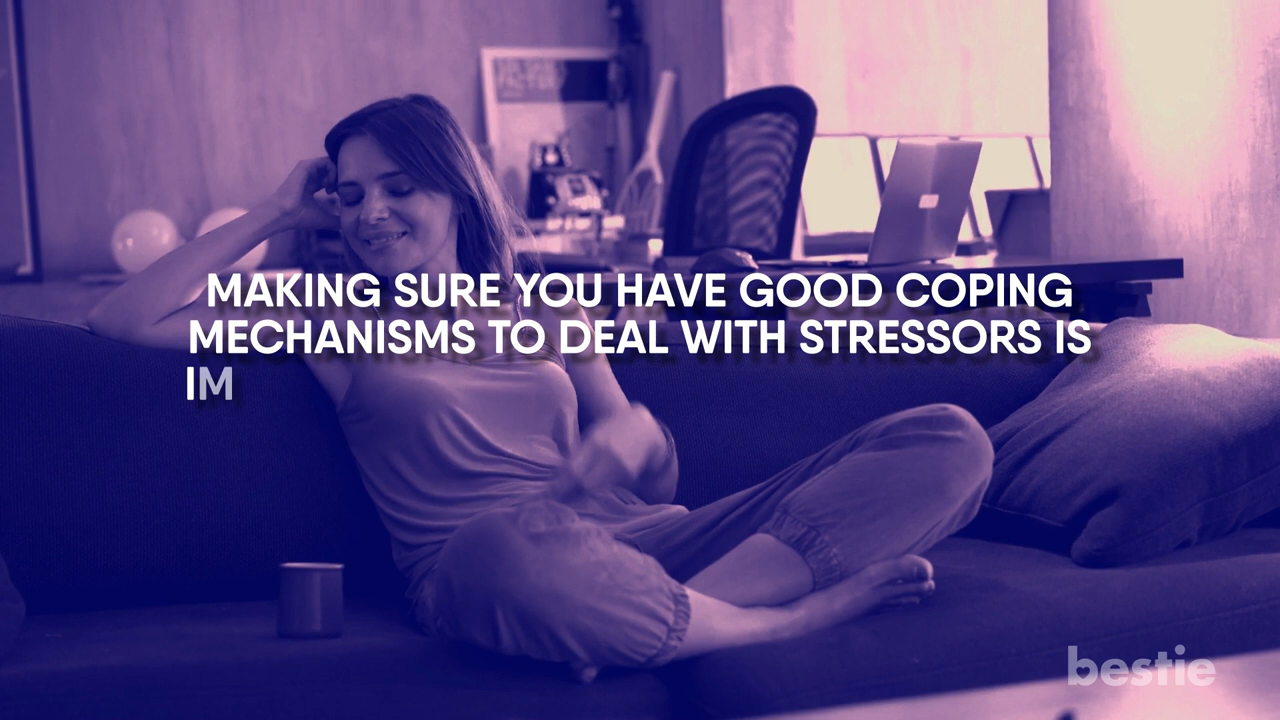 MAKING SURE YOU HAVE GOOD COPING
MECHANISMS TO DEAL WITH STRESSORS IS
IM
bestie